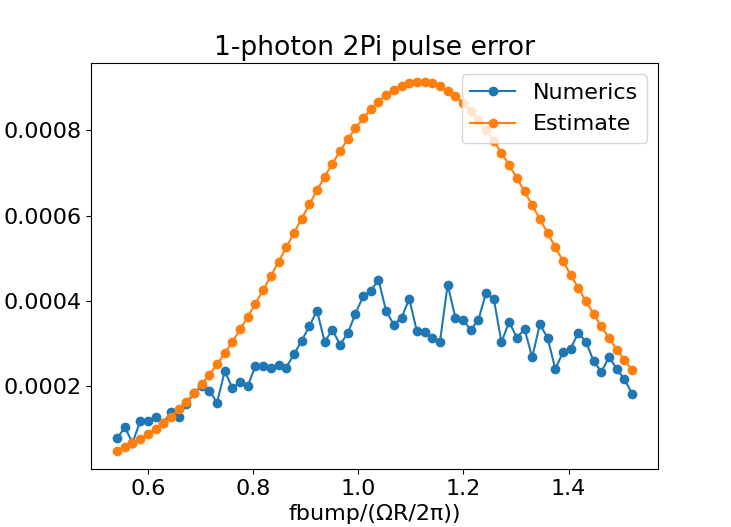 1-photon 2Pi pulse error
Numerics
Estimate
0.0008
0.0006
0.0004
0.0002
0.6 0.8 1.0 1.2 1.4
fbump/(ΩR/2π))